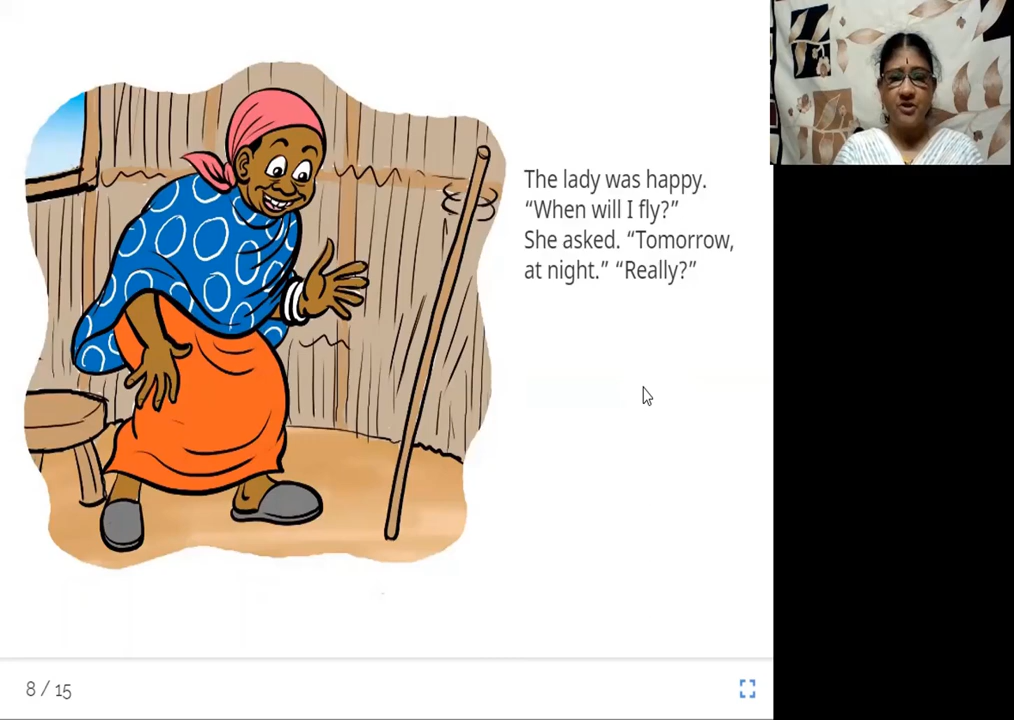 The lady was happy.
“When will I fly?”
She asked. “Tomorrow,
at night.” “Really?”
8 / 15